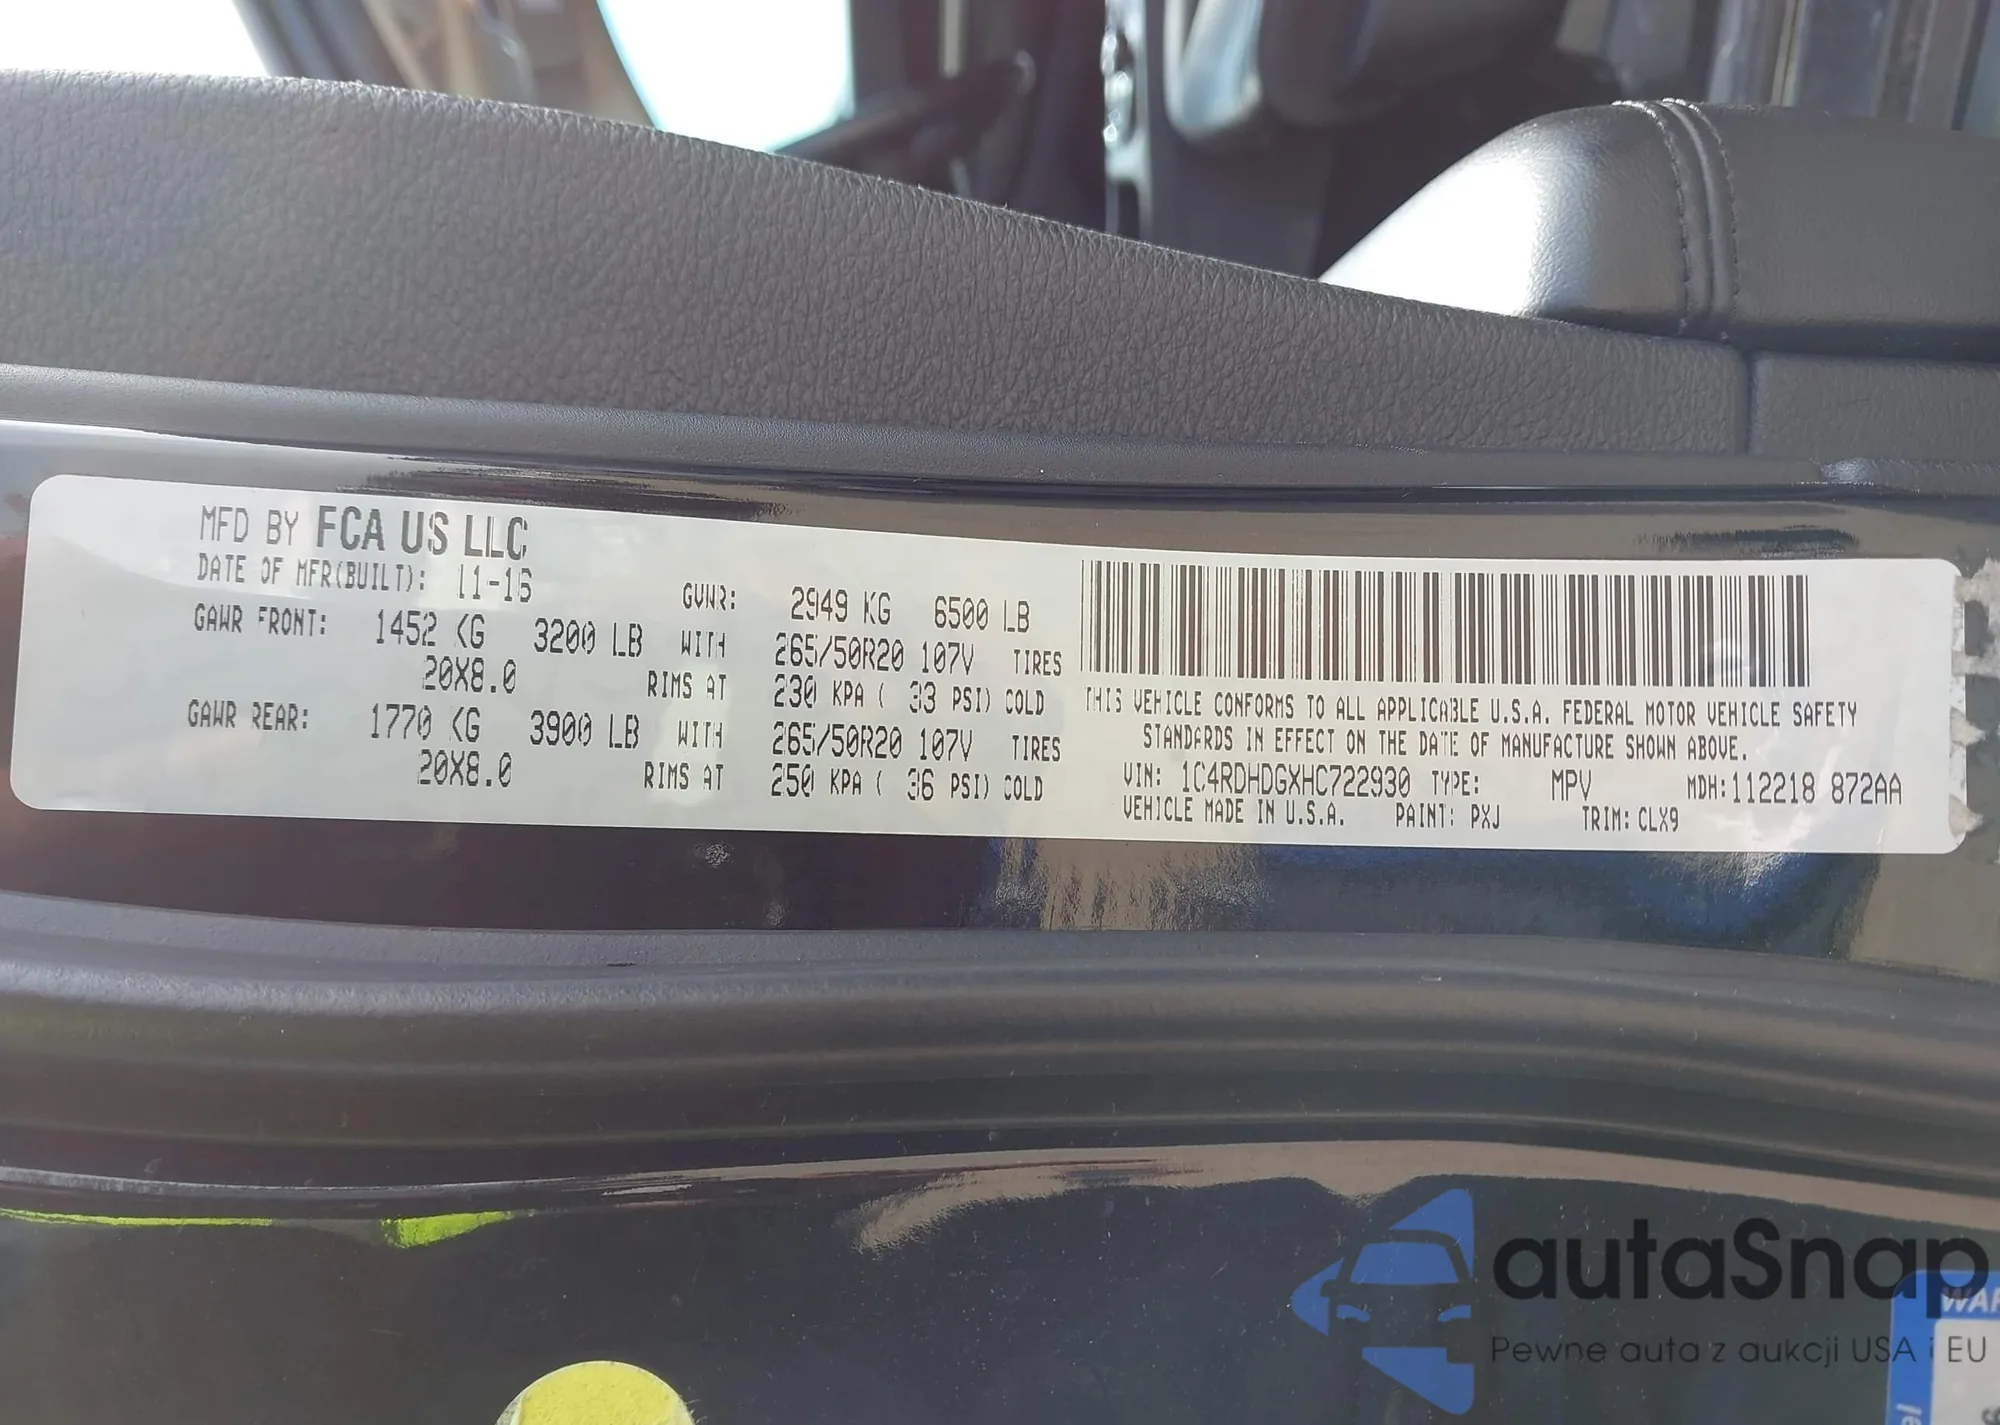 MFD BY FCA US LLC
DATE OF MFR(BUILT): 11-16 GVWR: 2949 KG 6500 LB
GAWR FRONT: 1452 KG 3200 LB WITH 265/50R20 107V TIRES
20X8.0 RIMS AT 230 KPA ( 33 PSI) COLD
GAWR REAR: 1770 KG 3900 LB WITH 265/50R20 107V TIRES
20X8.0 RIMS AT 250 KPA ( 36 PSI) COLD
THIS VEHICLE CONFORMS TO ALL APPLICABLE U.S.A. FEDERAL MOTOR VEHICLE SAFETY
STANDARDS IN EFFECT ON THE DATE OF MANUFACTURE SHOWN ABOVE.
VIN: 1C4RDHDGXHC722930 TYPE: MPV MDH:112218 872AA
VEHICLE MADE IN U.S.A. PAINT: PXJ TRIM: CLX9
autaSnap
Pewne auta z aukcji USA i EU